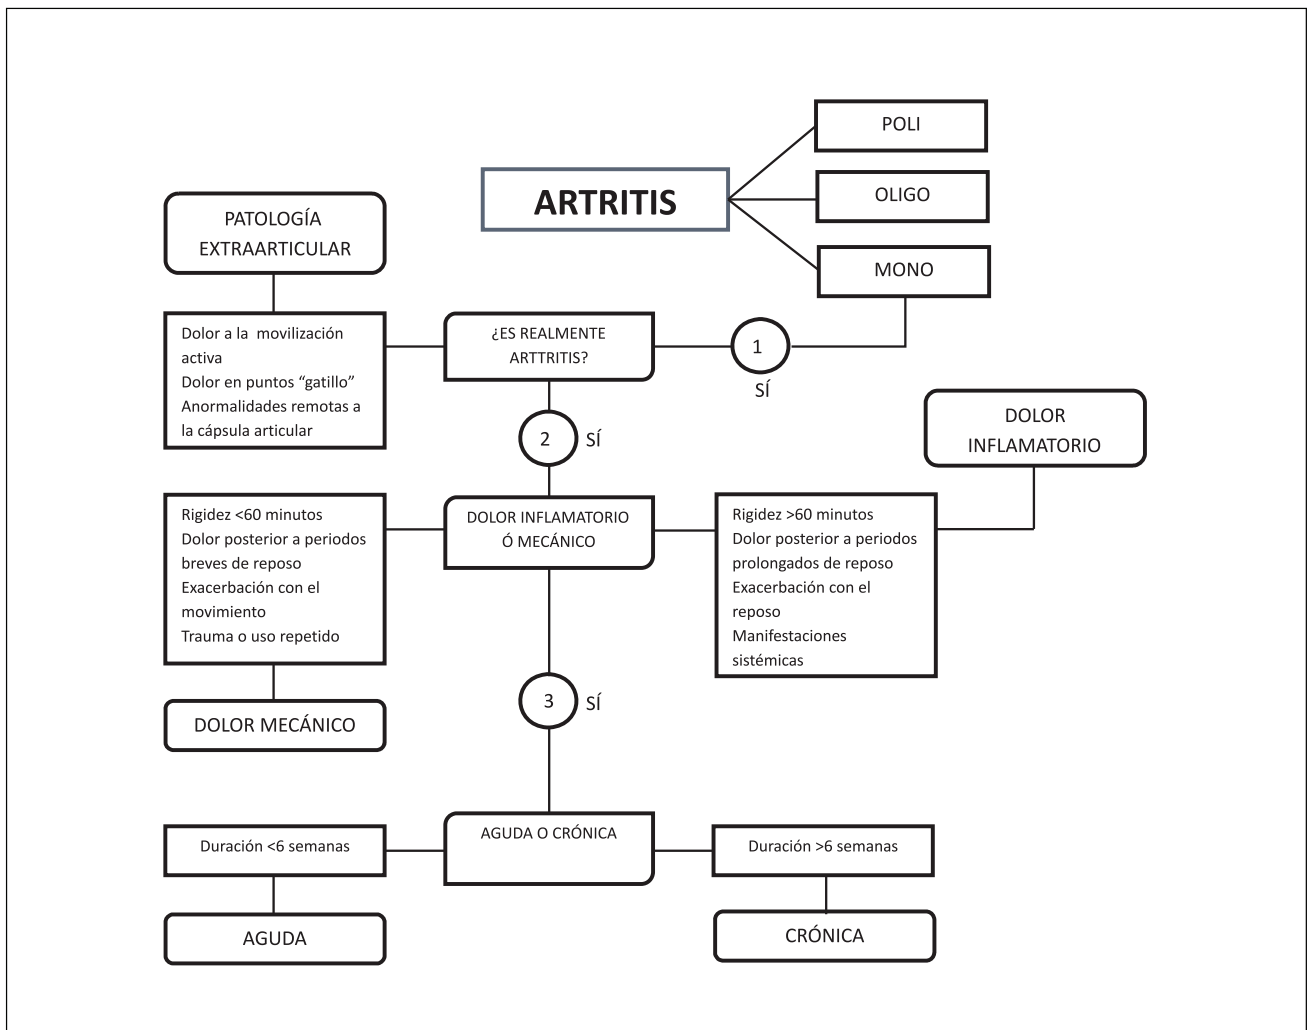 POLI
ARTRITIS
OLIGO
MONO
PATOLOGÍA
EXTRAARTICULAR
Dolor a la movilización
activa
Dolor en puntos “gatillo”
Anormalidades remotas a
la cápsula articular
¿ES REALMENTE
ARTTRITIS?
1
SÍ
2
SÍ
DOLOR
INFLAMATORIO
Rigidez <60 minutos
Dolor posterior a periodos
breves de reposo
Exacerbación con el
movimiento
Trauma o uso repetido
DOLOR INFLAMATORIO
Ó MECÁNICO
Rigidez >60 minutos
Dolor posterior a periodos
prolongados de reposo
Exacerbación con el
reposo
Manifestaciones
sistémicas
DOLOR MECÁNICO
3
SÍ
AGUDA O CRÓNICA
Duración <6 semanas
Duración >6 semanas
AGUDA
CRÓNICA